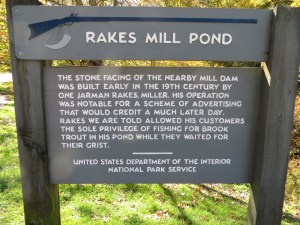 RAKES MILL POND
THE STONE FACING OF THE NEARBY MILL DAM
WAS BUILT EARLY IN THE 19TH CENTURY BY
ONE JARMAN RAKES, MILLER. HIS OPERATION
WAS NOTABLE FOR A SCHEME OF ADVERTISING
THAT WOULD CREDIT A MUCH LATER DAY.
RAKES WE ARE TOLD ALLOWED HIS CUSTOMERS
THE SOLE PRIVILEGE OF FISHING FOR BROOK
TROUT IN HIS POND WHILE THEY WAITED FOR
THEIR GRIST.
UNITED STATES DEPARTMENT OF THE INTERIOR
NATIONAL PARK SERVICE